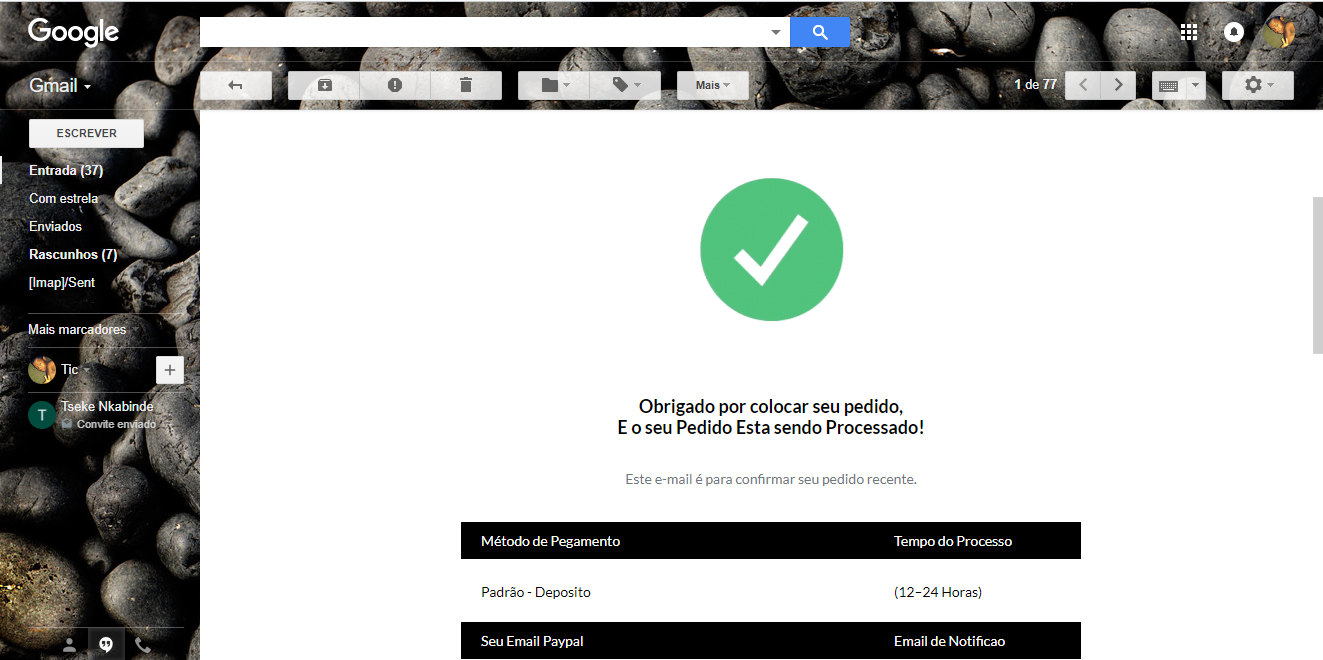 Google
Gmail
Mais
1 de 77
ESCREVER
Entrada (37)
Com estrela
Enviados
Rascunhos (7)
[Imap]/Sent
Mais marcadores
Tic
T
Tseke Nkabinde
Convite enviado
Obrigado por colocar seu pedido,
E o seu Pedido Esta sendo Processado!
Este e-mail é para confirmar seu pedido recente.
Método de Pegamento Tempo do Processo
Padrão - Deposito (12–24 Horas)
Seu Email Paypal Email de Notificao